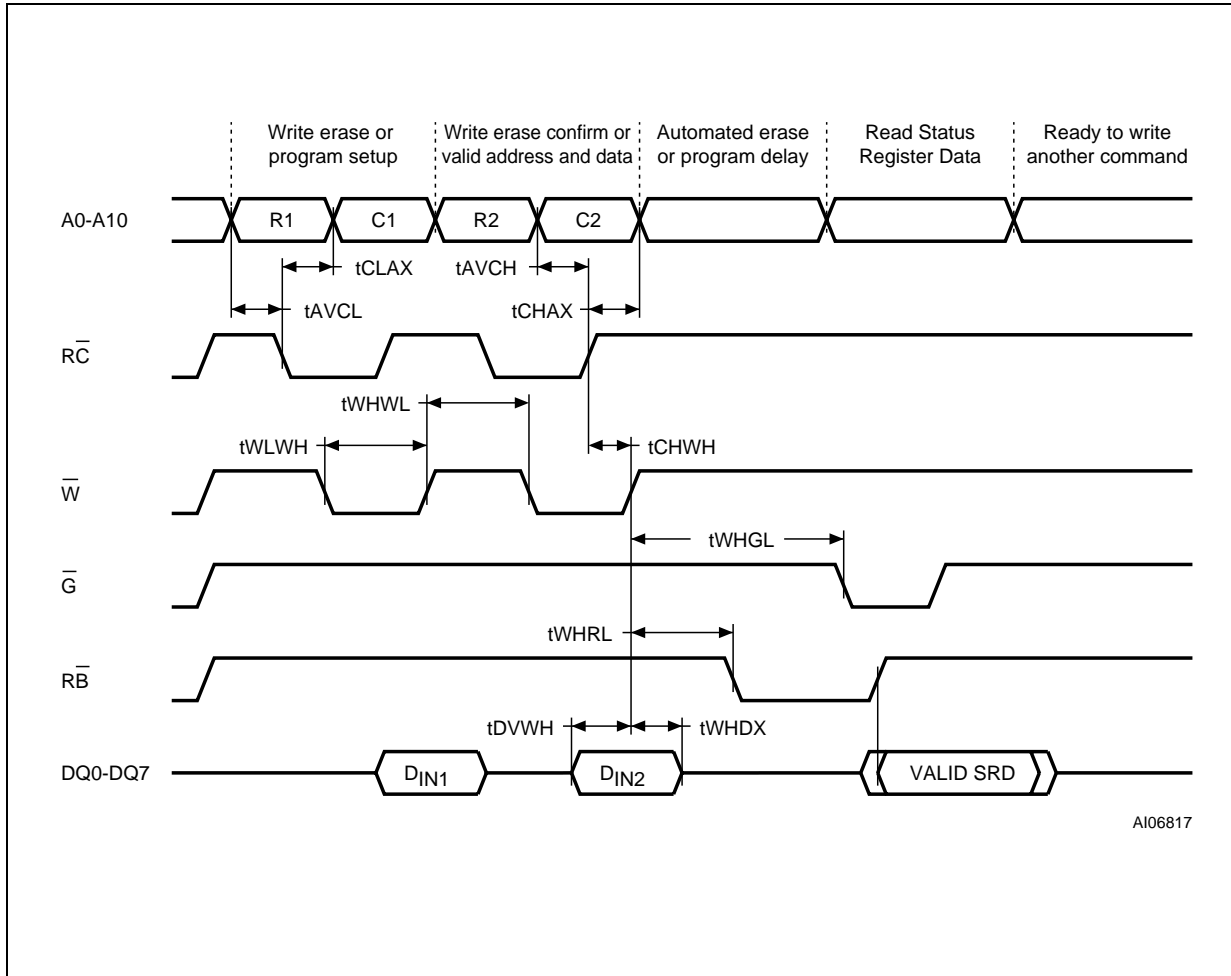 Write erase or
program setup
Write erase confirm or
valid address and data
Automated erase
or program delay
Read Status
Register Data
Ready to write
another command
A0-A10
R1
C1
R2
C2
tCLAX
tAVCH
tAVCL
tCHAX
RC̅
tWHWL
tWLWH
tCHWH
W̅
tWHGL
G̅
tWHRL
RB̅
tDVWH
tWHDX
DQ0-DQ7
DIN1
DIN2
VALID SRD
AI06817